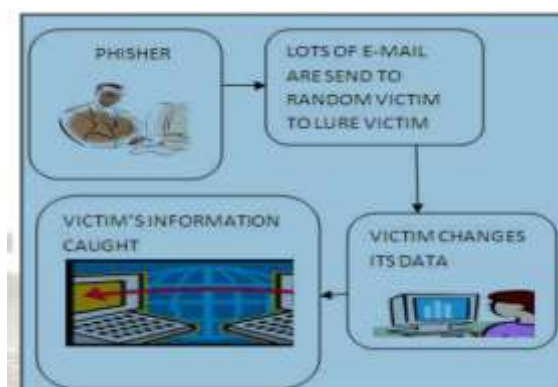 PHISHER
LOTS OF E-MAIL
ARE SEND TO
RANDOM VICTIM
TO LURE VICTIM
VICTIM CHANGES
ITS DATA
VICTIM'S INFORMATION
CAUGHT